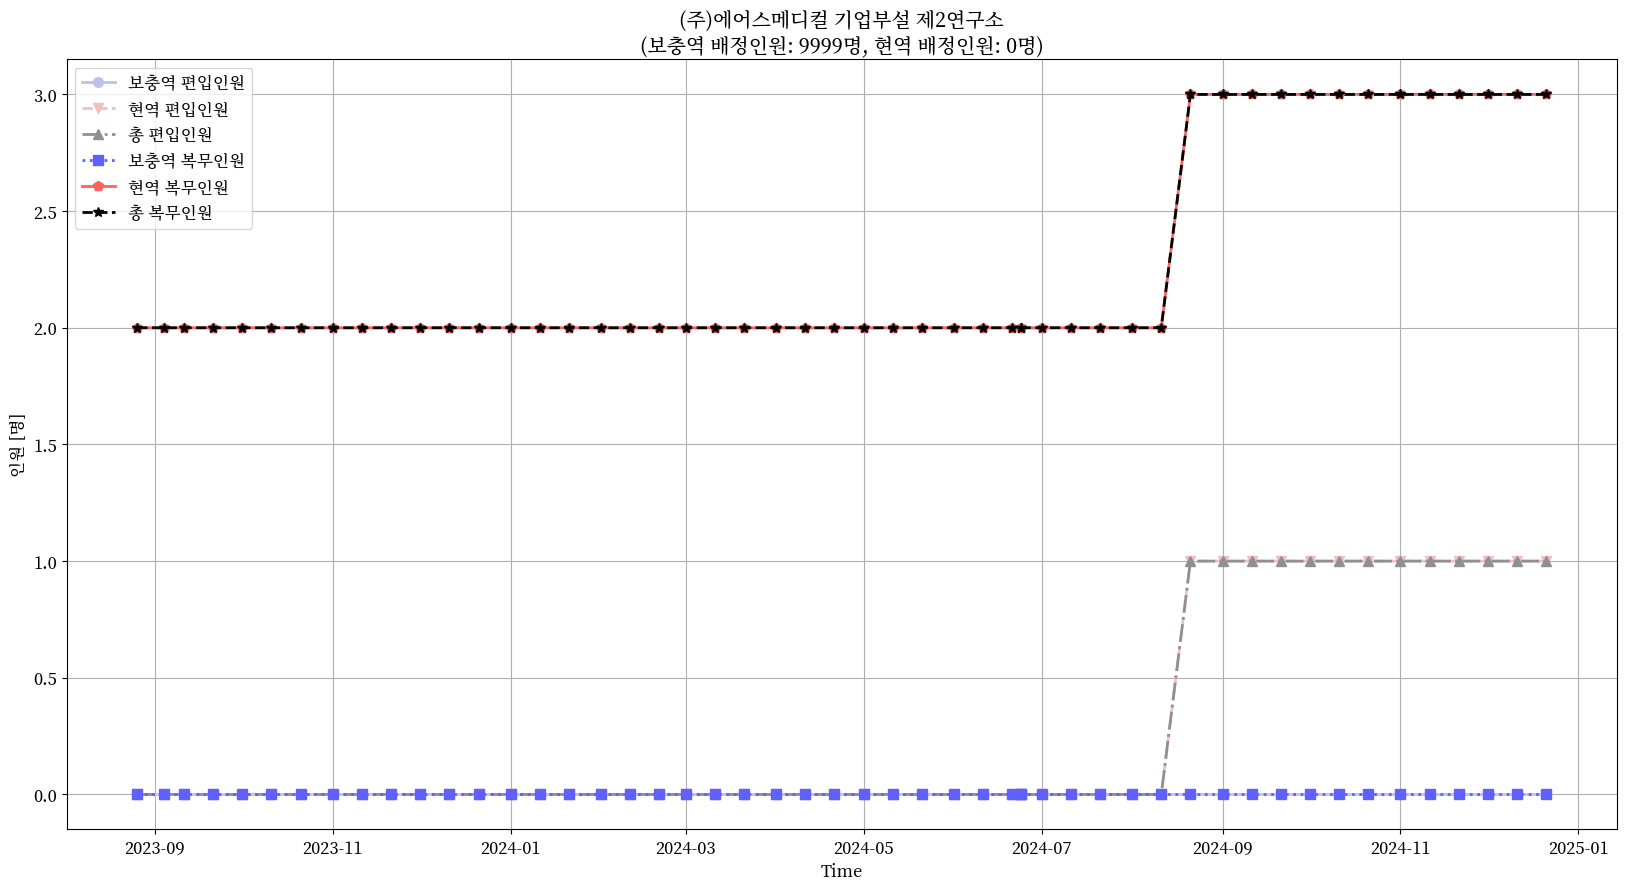 (주)에어스메디컬 기업부설 제2연구소
(보충역 배정인원: 9999명, 현역 배정인원: 0명)
보충역 편입인원
현역 편입인원
총 편입인원
보충역 복무인원
현역 복무인원
총 복무인원
3.0
2.5
2.0
1.5
1.0
0.5
0.0
인원 [명]
2023-09
2023-11
2024-01
2024-03
2024-05
2024-07
2024-09
2024-11
2025-01
Time